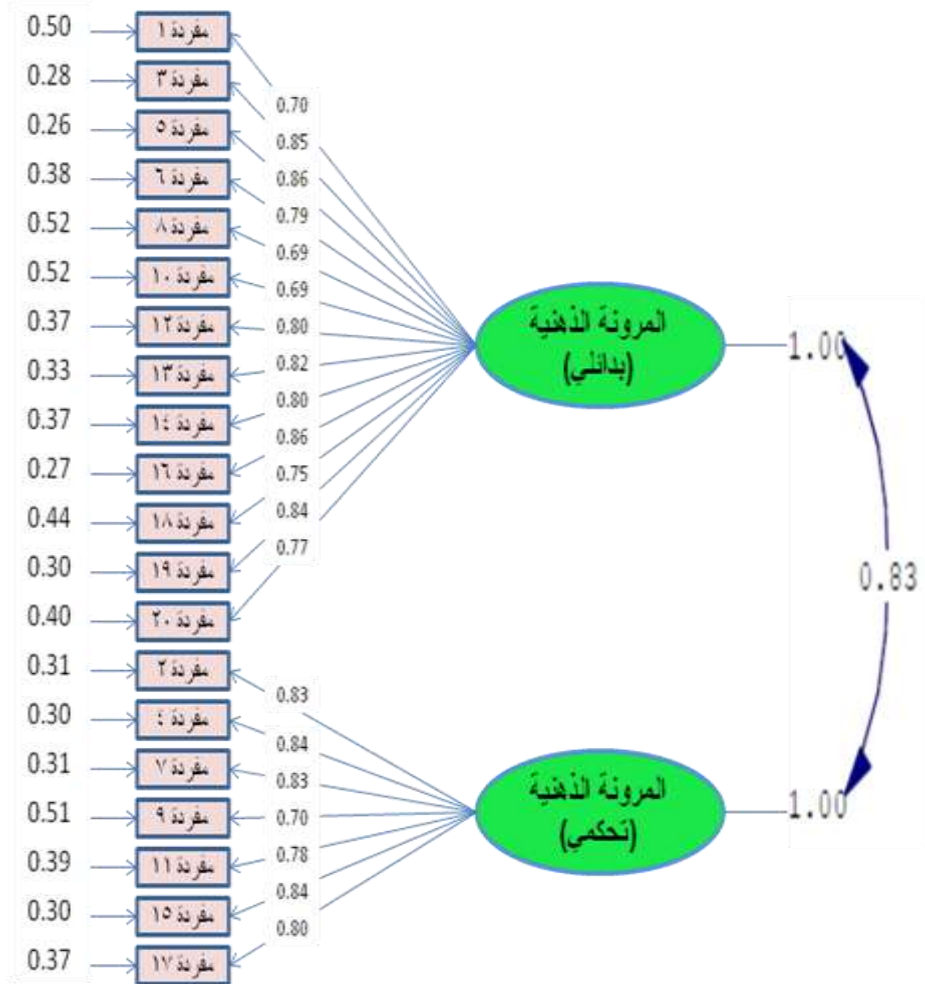 0.50
مفردة ١
0.28
مفردة ٣
0.26
مفردة ٥
0.38
مفردة ٦
0.52
مفردة ٨
0.52
مفردة ١٠
0.37
مفردة ١٢
0.33
مفردة ١٣
0.37
مفردة ١٤
0.27
مفردة ١٦
0.44
مفردة ١٨
0.30
مفردة ١٩
0.40
مفردة ٢٠
0.31
مفردة ٢
0.30
مفردة ٤
0.31
مفردة ٧
0.51
مفردة ٩
0.39
مفردة ١١
0.30
مفردة ١٥
0.37
مفردة ١٧
0.70
0.85
0.86
0.79
0.69
0.69
0.80
0.82
0.80
0.86
0.75
0.84
0.77
0.83
0.84
0.83
0.70
0.78
0.84
0.80
المرونة الذهنية
(بدائلي)
المرونة الذهنية
(تحكمي)
1.00
0.83
1.00